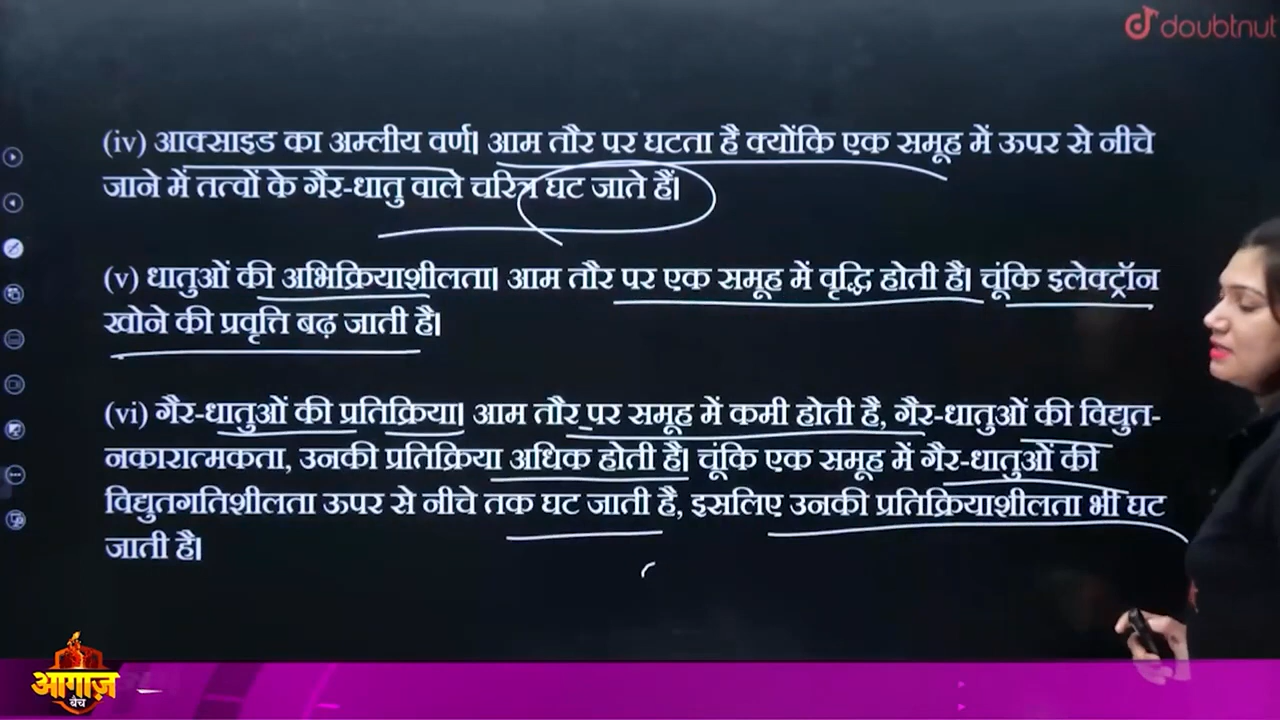 doubtnut
(iv) आक्साइड का अम्लीय वर्ण। आम तौर पर घटता है क्योंकि एक समूह में ऊपर से नीचे
जाने में तत्वों के गैर-धातु वाले चरित्र घट जाते हैं।
(v) धातुओं की अभिक्रियाशीलता। आम तौर पर एक समूह में वृद्धि होती है। चूंकि इलेक्ट्रॉन
खोने की प्रवृत्ति बढ़ जाती है।
(vi) गैर-धातुओं की प्रतिक्रिया। आम तौर पर समूह में कमी होती है, गैर-धातुओं की विद्युत-
नकारात्मकता, उनकी प्रतिक्रिया अधिक होती है। चूंकि एक समूह में गैर-धातुओं की
विद्युतगतिशीलता ऊपर से नीचे तक घट जाती है, इसलिए उनकी प्रतिक्रियाशीलता भी घट
जाती है।
आगाज़
बैच